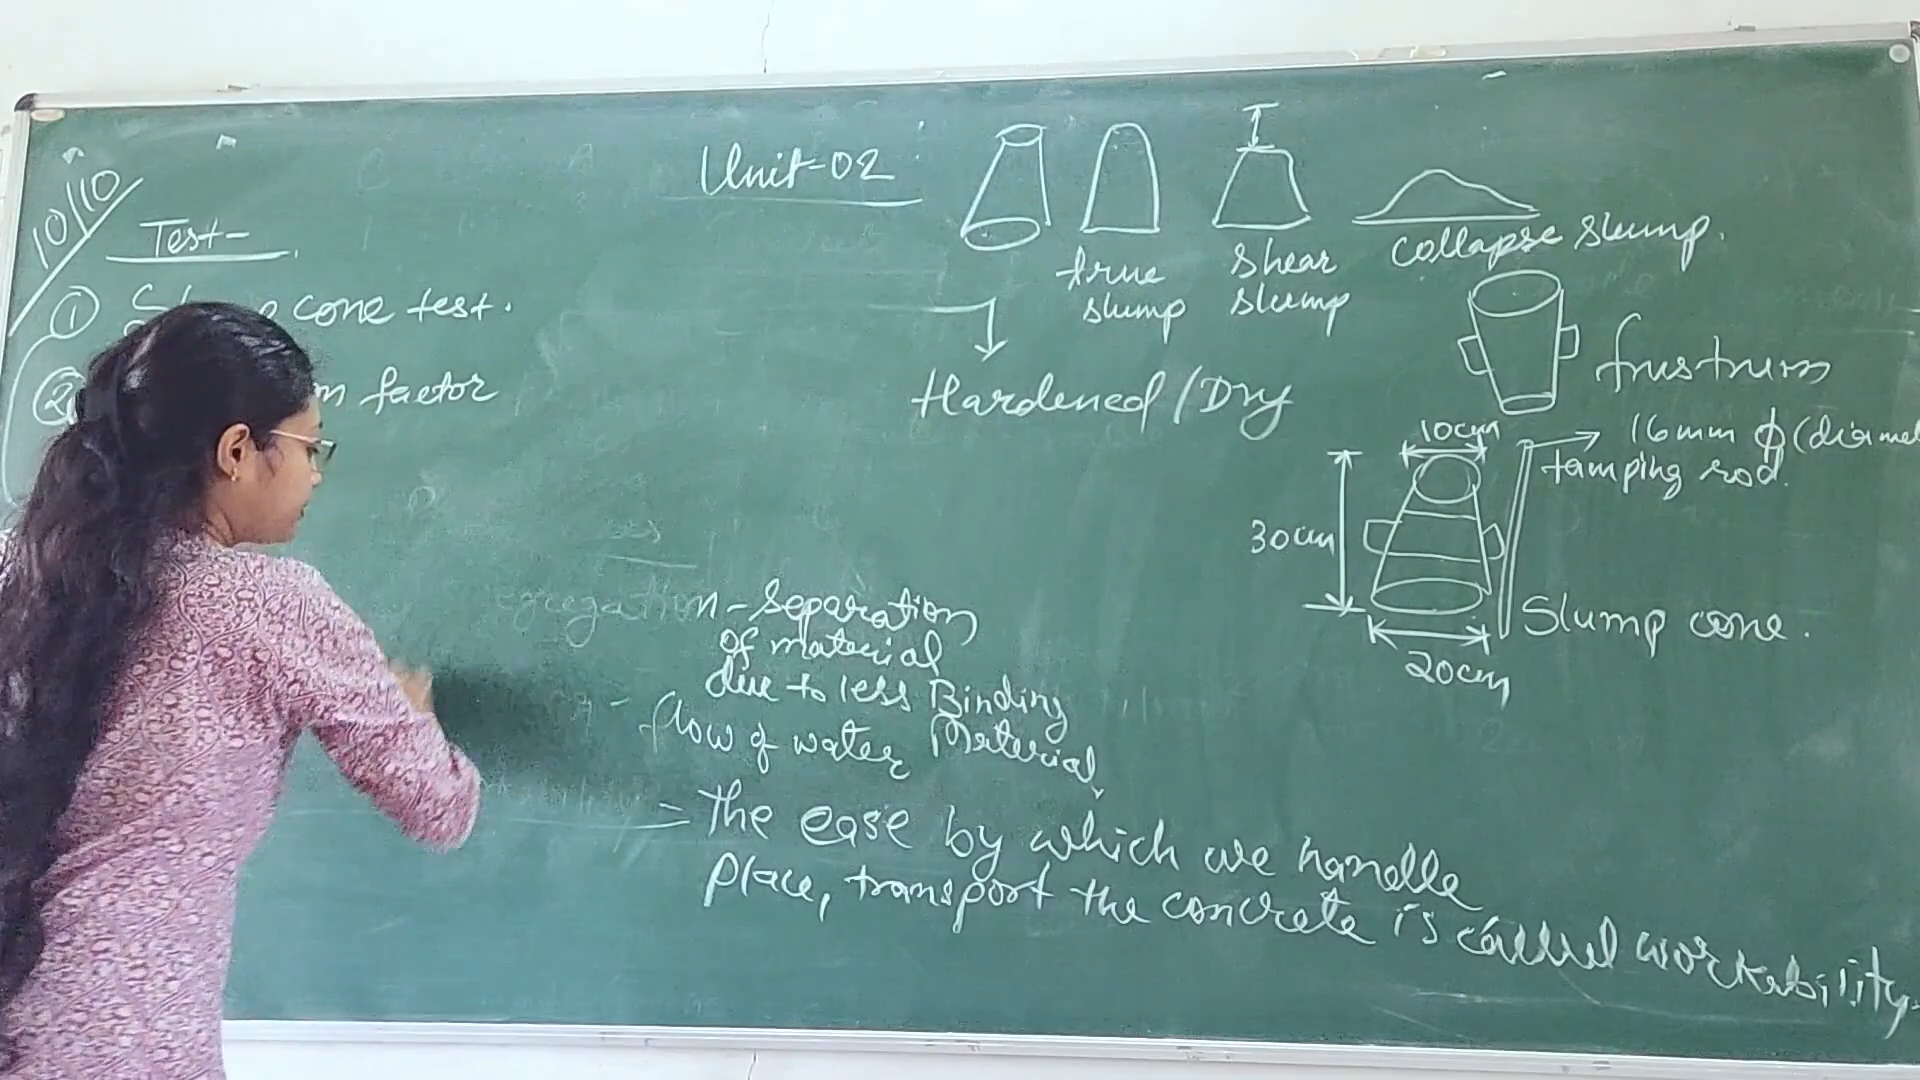 10/10
Unit-02
Test-
① cone test.
② factor
true slump
shear slump
collapse slump.
Hardened/Dry
frustrum
10cm
16mm ϕ (diamet
tamping rod.
30cm
20cm
Slump cone.
egregation - separation
of material
due to less Binding
Material
- flow of water
= The ease by which we handle
place, transport the concrete is called workability.